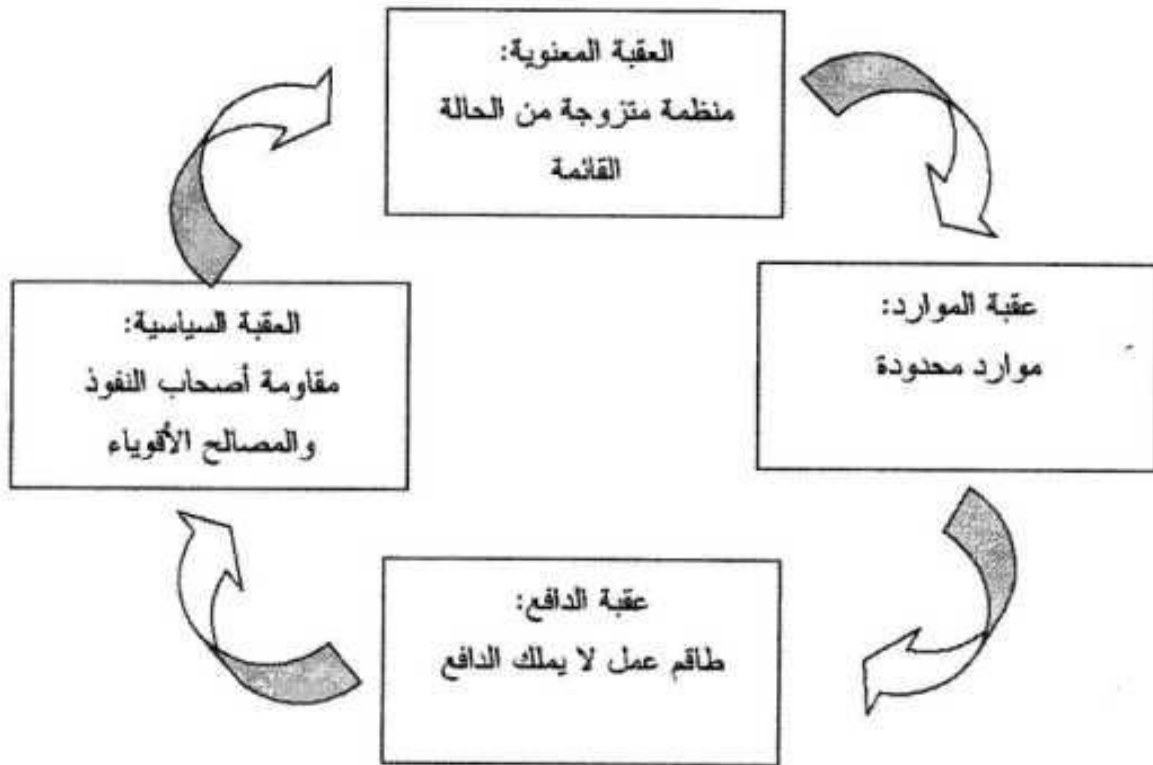 العقبة المعنوية:
منظمة متزوجة من الحالة
القائمة
عقبة الموارد:
موارد محدودة
عقبة الدافع:
طاقم عمل لا يملك الدافع
العقبة السياسية:
مقاومة أصحاب النفوذ
والمصالح الأقوياء